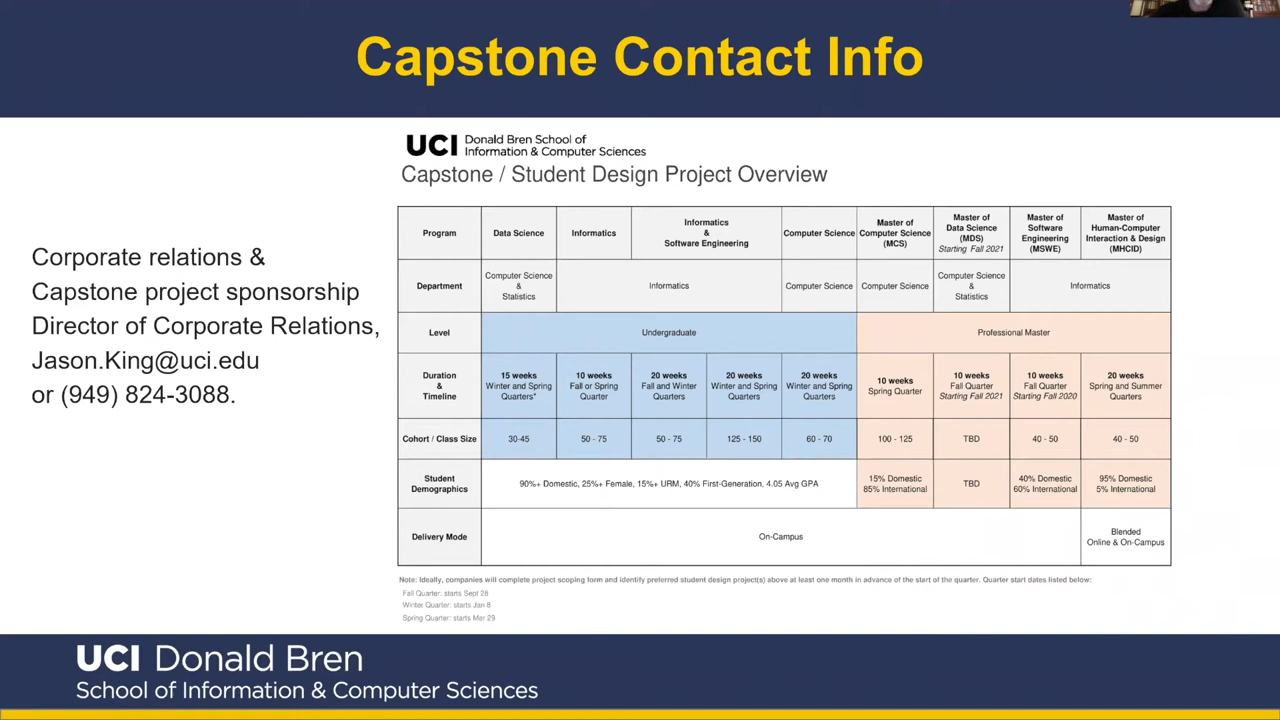 Capstone Contact Info
UCI Donald Bren School of
Information & Computer Sciences
Capstone / Student Design Project Overview
Corporate relations &
Capstone project sponsorship
Director of Corporate Relations,
Jason.King@uci.edu
or (949) 824-3088.
Program
Data Science
Informatics
Informatics
&
Software Engineering
Computer Science
Master of
Computer Science
(MCS)
Master of
Data Science
(MDS)
Starting Fall 2021
Master of
Software
Engineering
(MSWE)
Master of
Human-Computer
Interaction & Design
(MHCID)
Department
Computer Science
&
Statistics
Informatics
Computer Science
Computer Science
Computer Science
&
Statistics
Informatics
Level
Undergraduate
Professional Master
Duration
&
Timeline
15 weeks
Winter and Spring
Quarters*
10 weeks
Fall or Spring
Quarter
20 weeks
Fall and Winter
Quarters
20 weeks
Winter and Spring
Quarters
20 weeks
Winter and Spring
Quarters
10 weeks
Spring Quarter
10 weeks
Fall Quarter
Starting Fall 2021
10 weeks
Fall Quarter
Starting Fall 2020
20 weeks
Spring and Summer
Quarters
Cohort / Class Size
30-45
50 - 75
50 - 75
125 - 150
60 - 70
100 - 125
TBD
40 - 50
40 - 50
Student
Demographics
90%+ Domestic, 25%+ Female, 15%+ URM, 40% First-Generation, 4.05 Avg GPA
15% Domestic
85% International
TBD
40% Domestic
60% International
95% Domestic
5% International
Delivery Mode
On-Campus
Blended
Online & On-Campus
Note: Ideally, companies will complete project scoping form and identify preferred student design project(s) above at least one month in advance of the start of the quarter. Quarter start dates listed below:
Fall Quarter: starts Sept 28
Winter Quarter: starts Jan 8
Spring Quarter: starts Mar 29
UCI Donald Bren
School of Information & Computer Sciences